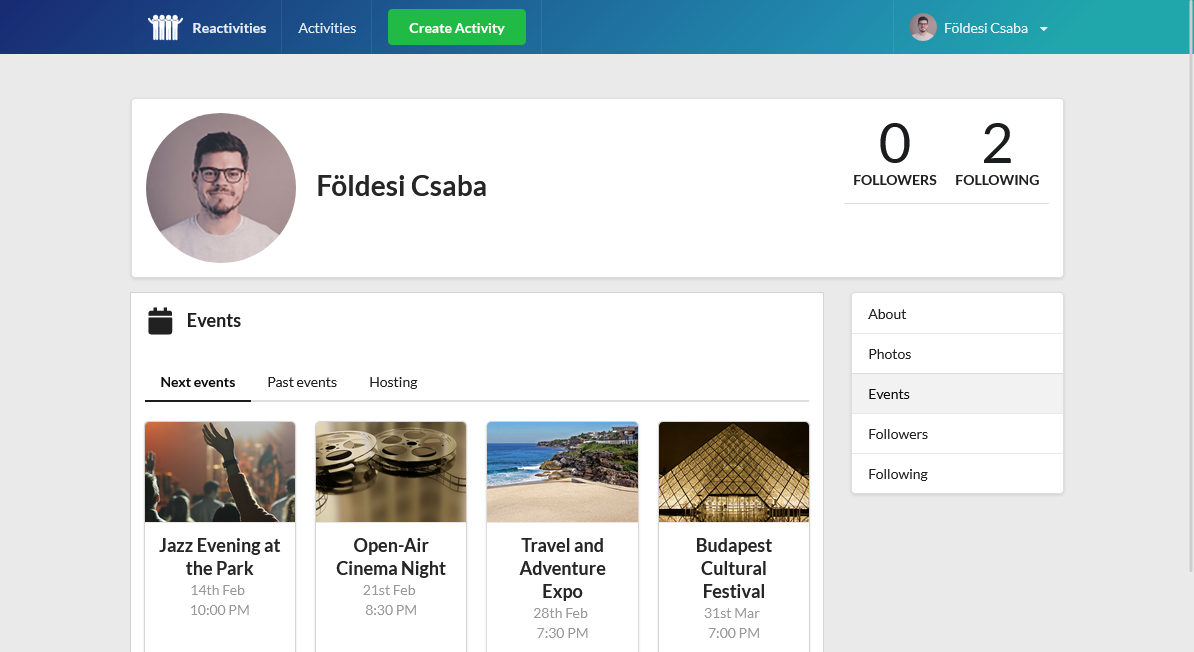 Reactivities
Activities
Create Activity
Földesi Csaba
Földesi Csaba
0
FOLLOWERS
2
FOLLOWING
Events
Next events
Past events
Hosting
Jazz Evening at
the Park
14th Feb
10:00 PM
Open-Air
Cinema Night
21st Feb
8:30 PM
Travel and
Adventure
Expo
28th Feb
7:30 PM
Budapest
Cultural
Festival
31st Mar
7:00 PM
About
Photos
Events
Followers
Following